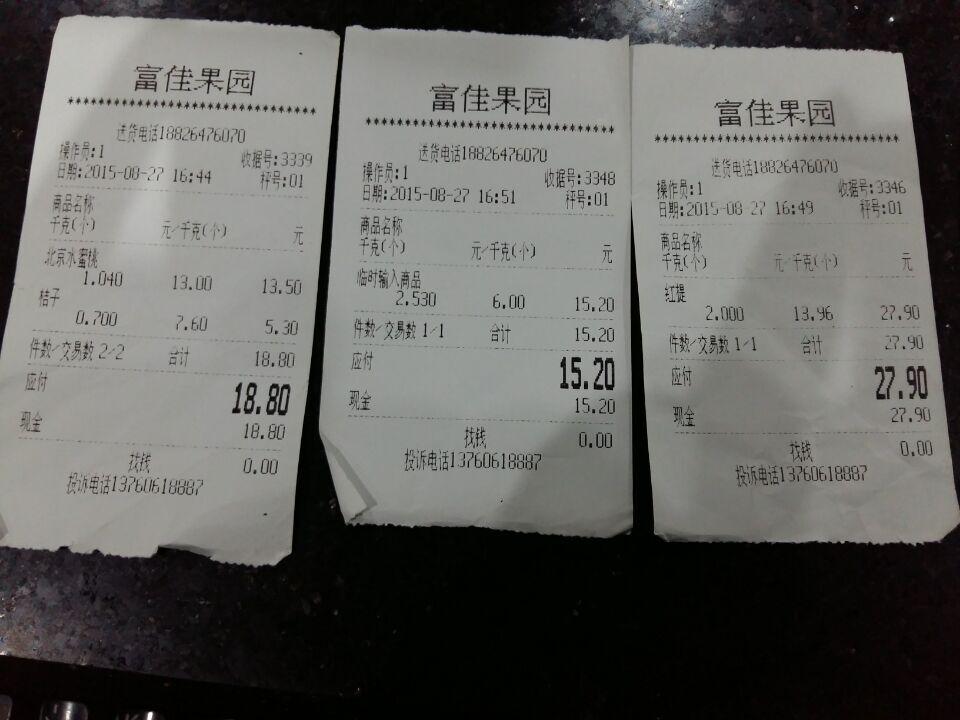 富佳果园
************************************
送货电话18826476070
操作员:1 收据号:3339
日期:2015-08-27 16:44 秤号:01
商品名称
千克(个) 元/千克(个) 元
北京水蜜桃
1.040 13.00 13.50
桔子
0.700 7.60 5.30
件数/交易数 2/2 合计 18.80
应付 18.80
现金 18.80
找钱 0.00
投诉电话13760618887
富佳果园
************************************
送货电话18826476070
操作员:1 收据号:3348
日期:2015-08-27 16:51 秤号:01
商品名称
千克(个) 元/千克(个) 元
临时输入商品
2.530 6.00 15.20
件数/交易数 1/1 合计 15.20
应付 15.20
现金 15.20
找钱 0.00
投诉电话13760618887
富佳果园
************************************
送货电话18826476070
操作员:1 收据号:3346
日期:2015-08-27 16:49 秤号:01
商品名称
千克(个) 元/千克(个) 元
红提
2.000 13.96 27.90
件数/交易数 1/1 合计 27.90
应付 27.90
现金 27.90
找钱 0.00
投诉电话13760618887